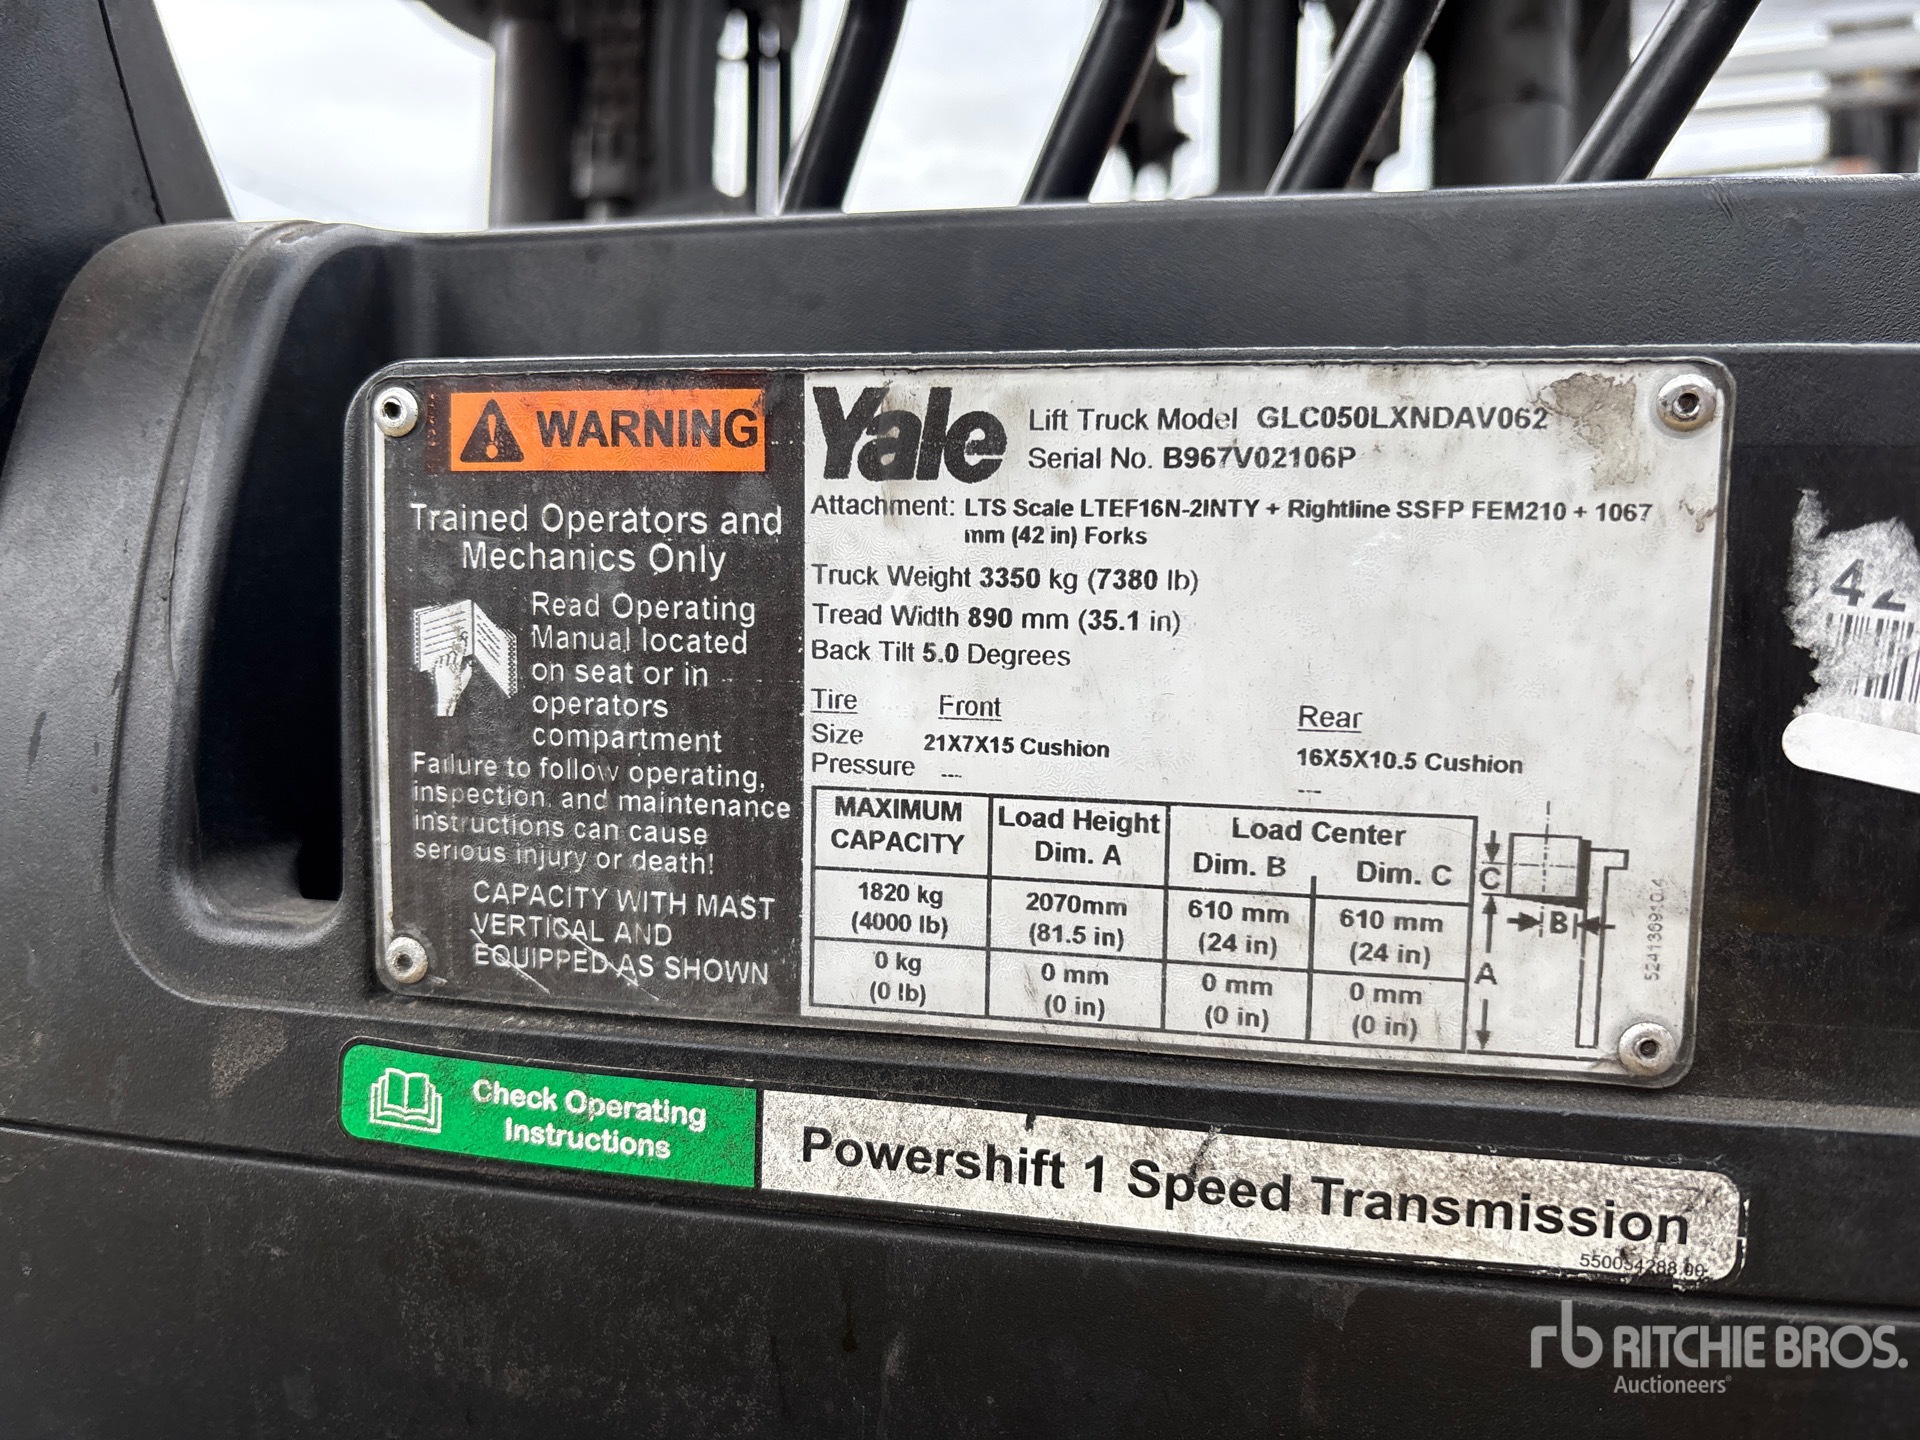 WARNING
Trained Operators and
Mechanics Only
Read Operating
Manual located
on seat or in
operators
compartment
Failure to follow operating,
inspection, and maintenance
instructions can cause
serious injury or death!
CAPACITY WITH MAST
VERTICAL AND
EQUIPPED AS SHOWN
Yale
Lift Truck Model GLC050LXNDAV062
Serial No. B967V02106P
Attachment: LTS Scale LTEF16N-2INTY + Rightline SSFP FEM210 + 1067
mm (42 in) Forks
Truck Weight 3350 kg (7380 lb)
Tread Width 890 mm (35.1 in)
Back Tilt 5.0 Degrees
Tire Front Rear
Size 21X7X15 Cushion 16X5X10.5 Cushion
Pressure --- ---
MAXIMUM CAPACITY Load Height Dim. A Load Center Dim. B Dim. C
1820 kg (4000 lb) 2070mm (81.5 in) 610 mm (24 in) 610 mm (24 in)
0 kg (0 lb) 0 mm (0 in) 0 mm (0 in) 0 mm (0 in)
C
B
A
524136910/4
42
Check Operating
Instructions
Powershift 1 Speed Transmission
550054288.00
rb RITCHIE BROS.
Auctioneers